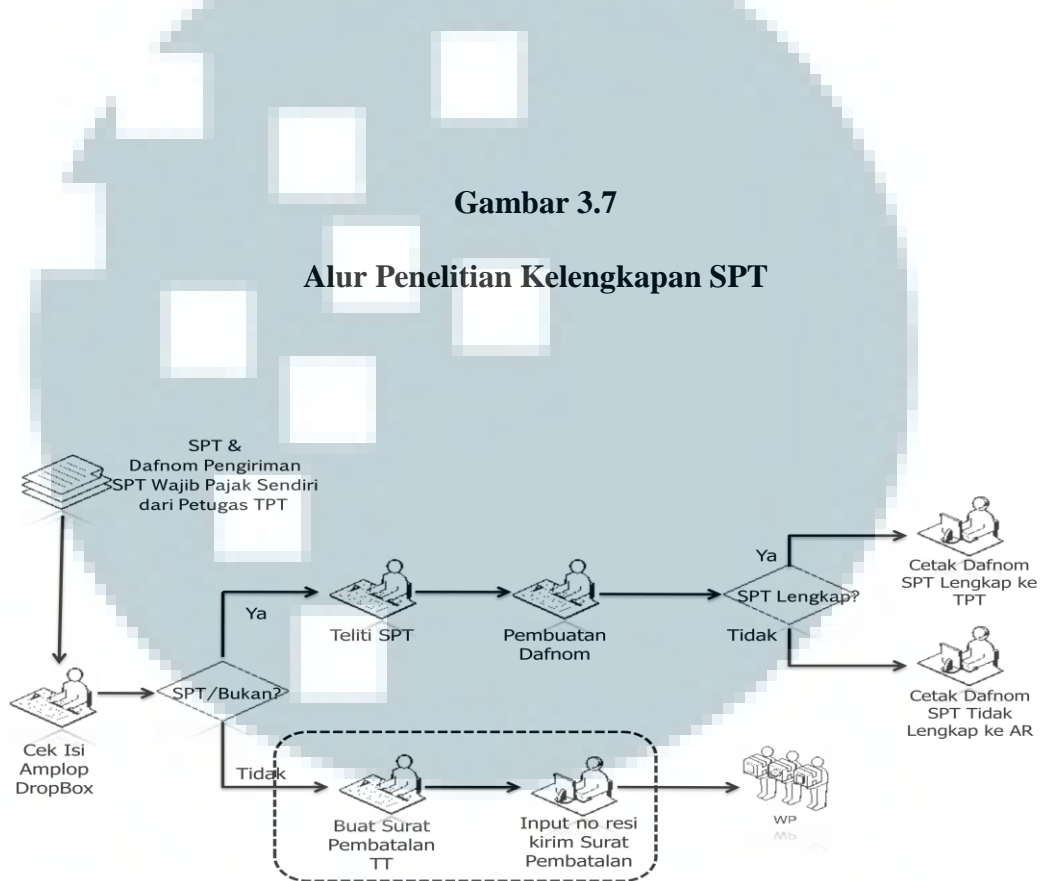 Gambar 3.7
Alur Penelitian Kelengkapan SPT
SPT &
Dafnom Pengiriman
SPT Wajib Pajak Sendiri
dari Petugas TPT
Cek Isi
Amplop
DropBox
SPT/Bukan?
Ya
Teliti SPT
Pembuatan
Dafnom
SPT Lengkap?
Ya
Cetak Dafnom
SPT Lengkap ke
TPT
Tidak
Cetak Dafnom
SPT Tidak
Lengkap ke AR
Tidak
Buat Surat
Pembatalan
TT
Input no resi
kirim Surat
Pembatalan
WP